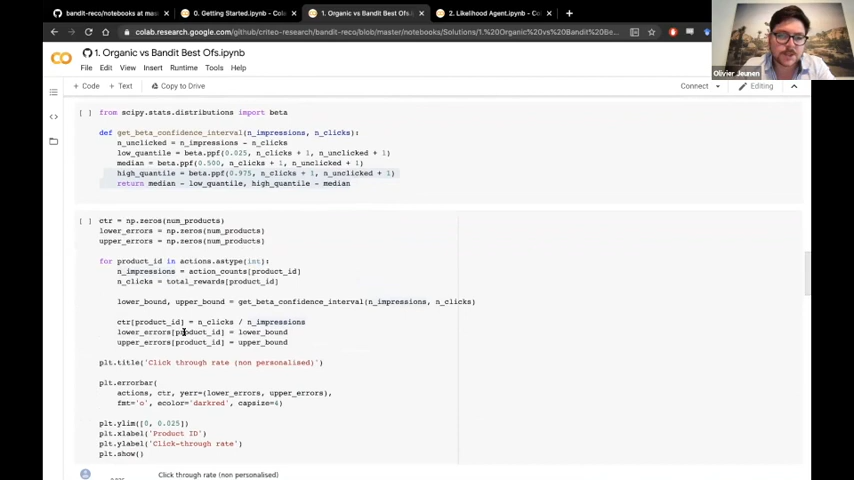 bandit-reco/notebooks at mas
0. Getting Started.ipynb - Colab
1. Organic vs Bandit Best Ofs.i
2. Likelihood Agent.ipynb - Col
colab.research.google.com/github/criteo-research/bandit-reco/blob/master/notebooks/Solutions/1.%20Organic%20vs%20Bandit%20Be...
Olivier Jeunen
1. Organic vs Bandit Best Ofs.ipynb
File Edit View Insert Runtime Tools Help
+ Code + Text Copy to Drive Connect Editing
[ ] from scipy.stats.distributions import beta
def get_beta_confidence_interval(n_impressions, n_clicks):
n_unclicked = n_impressions - n_clicks
low_quantile = beta.ppf(0.025, n_clicks + 1, n_unclicked + 1)
median = beta.ppf(0.500, n_clicks + 1, n_unclicked + 1)
high_quantile = beta.ppf(0.975, n_clicks + 1, n_unclicked + 1)
return median - low_quantile, high_quantile - median
[ ] ctr = np.zeros(num_products)
lower_errors = np.zeros(num_products)
upper_errors = np.zeros(num_products)
for product_id in actions.astype(int):
n_impressions = action_counts[product_id]
n_clicks = total_rewards[product_id]
lower_bound, upper_bound = get_beta_confidence_interval(n_impressions, n_clicks)
ctr[product_id] = n_clicks / n_impressions
lower_errors[product_id] = lower_bound
upper_errors[product_id] = upper_bound
plt.title('Click through rate (non personalised)')
plt.errorbar(
actions, ctr, yerr=(lower_errors, upper_errors),
fmt='o', ecolor='darkred', capsize=4)
plt.ylim([0, 0.025])
plt.xlabel('Product ID')
plt.ylabel('Click-through rate')
plt.show()
Click through rate (non personalised)